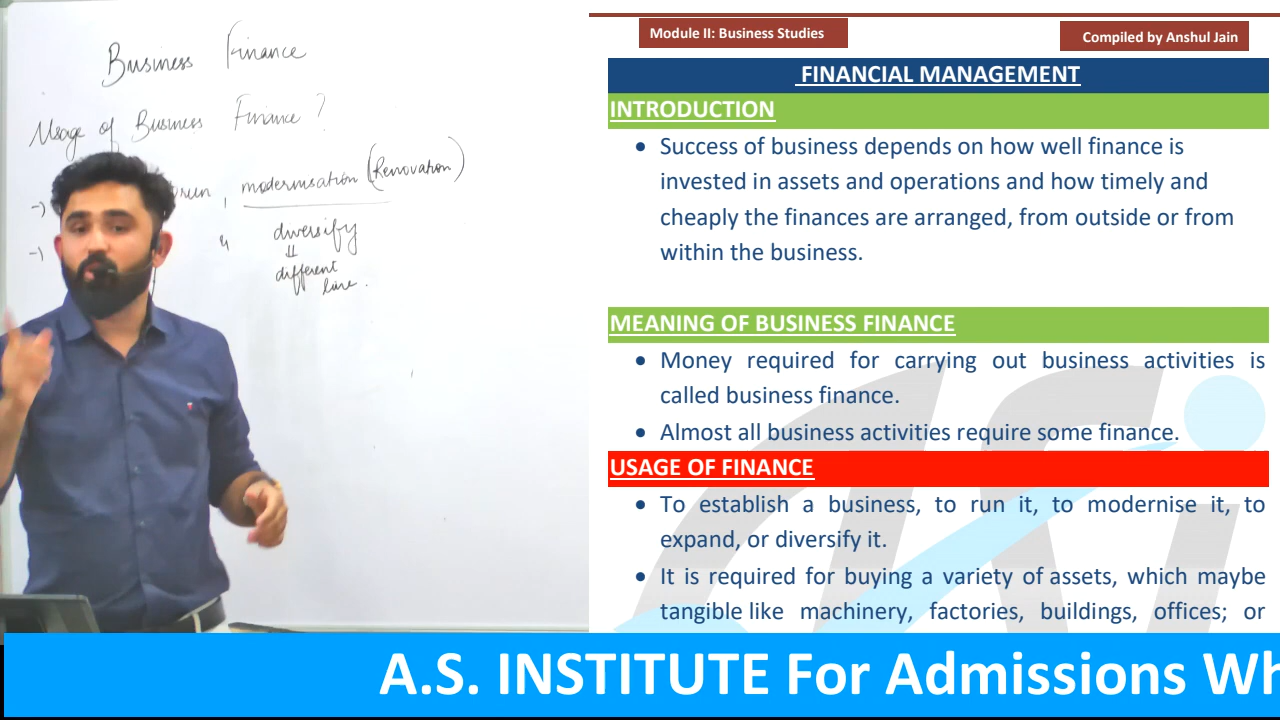 Business Finance
Usage of Business Finance ?
run , modernisation (Renovation)
diversify
different
line .
Module II: Business Studies
Compiled by Anshul Jain
FINANCIAL MANAGEMENT
INTRODUCTION
• Success of business depends on how well finance is
invested in assets and operations and how timely and
cheaply the finances are arranged, from outside or from
within the business.
MEANING OF BUSINESS FINANCE
• Money required for carrying out business activities is
called business finance.
• Almost all business activities require some finance.
USAGE OF FINANCE
• To establish a business, to run it, to modernise it, to
expand, or diversify it.
• It is required for buying a variety of assets, which maybe
tangible like machinery, factories, buildings, offices; or
A.S. INSTITUTE For Admissions Wh